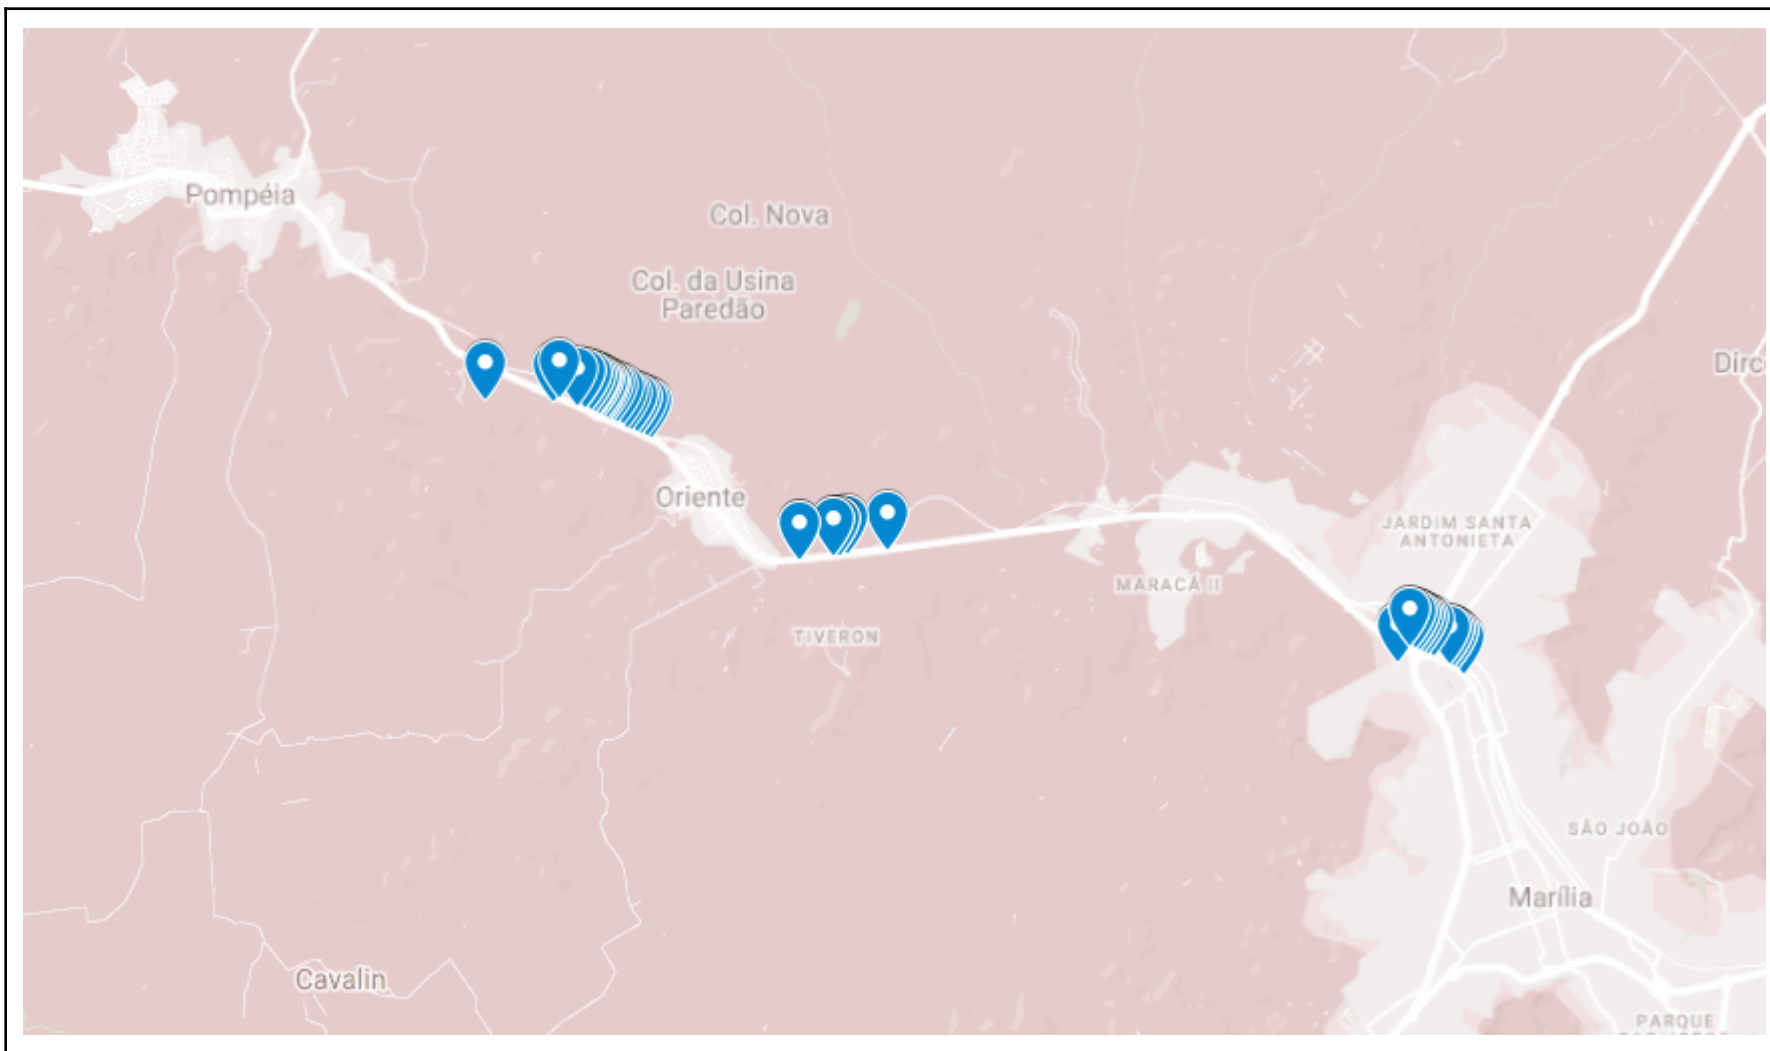 Pompéia
Col. Nova
Col. da Usina
Paredão
Dirc
Oriente
JARDIM SANTA
ANTONIETA
MARACÁ II
TIVERON
SÃO JOÃO
Marília
Cavalin
PARQUE